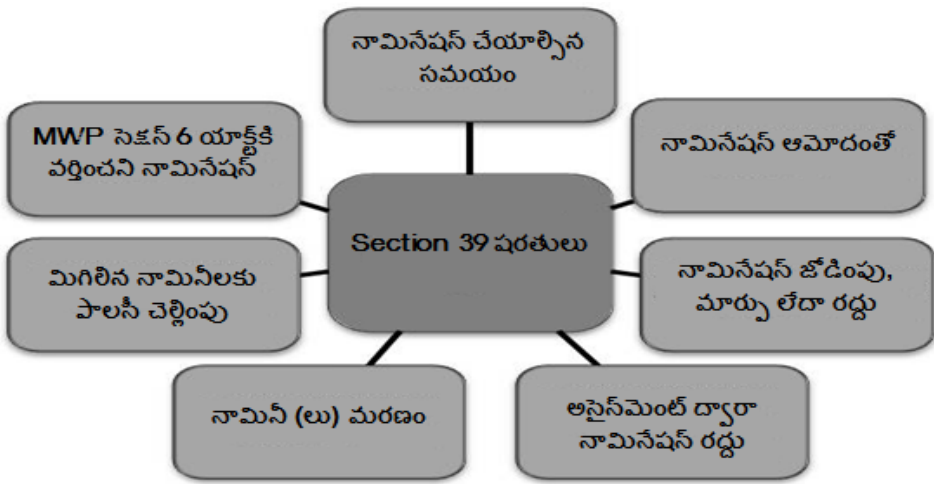 నామినేషన్ చేయాల్సిన
సమయం
MWP సెక్షన్ 6 యాక్ట్‌కి
వర్తించని నామినేషన్
నామినేషన్ ఆమోదంతో
Section 39 షరతులు
మిగిలిన నామినీలకు
పాలసీ చెల్లింపు
నామినేషన్ జోడింపు,
మార్పు లేదా రద్దు
నామినీ (లు) మరణం
అసైన్‌మెంట్ ద్వారా
నామినేషన్ రద్దు